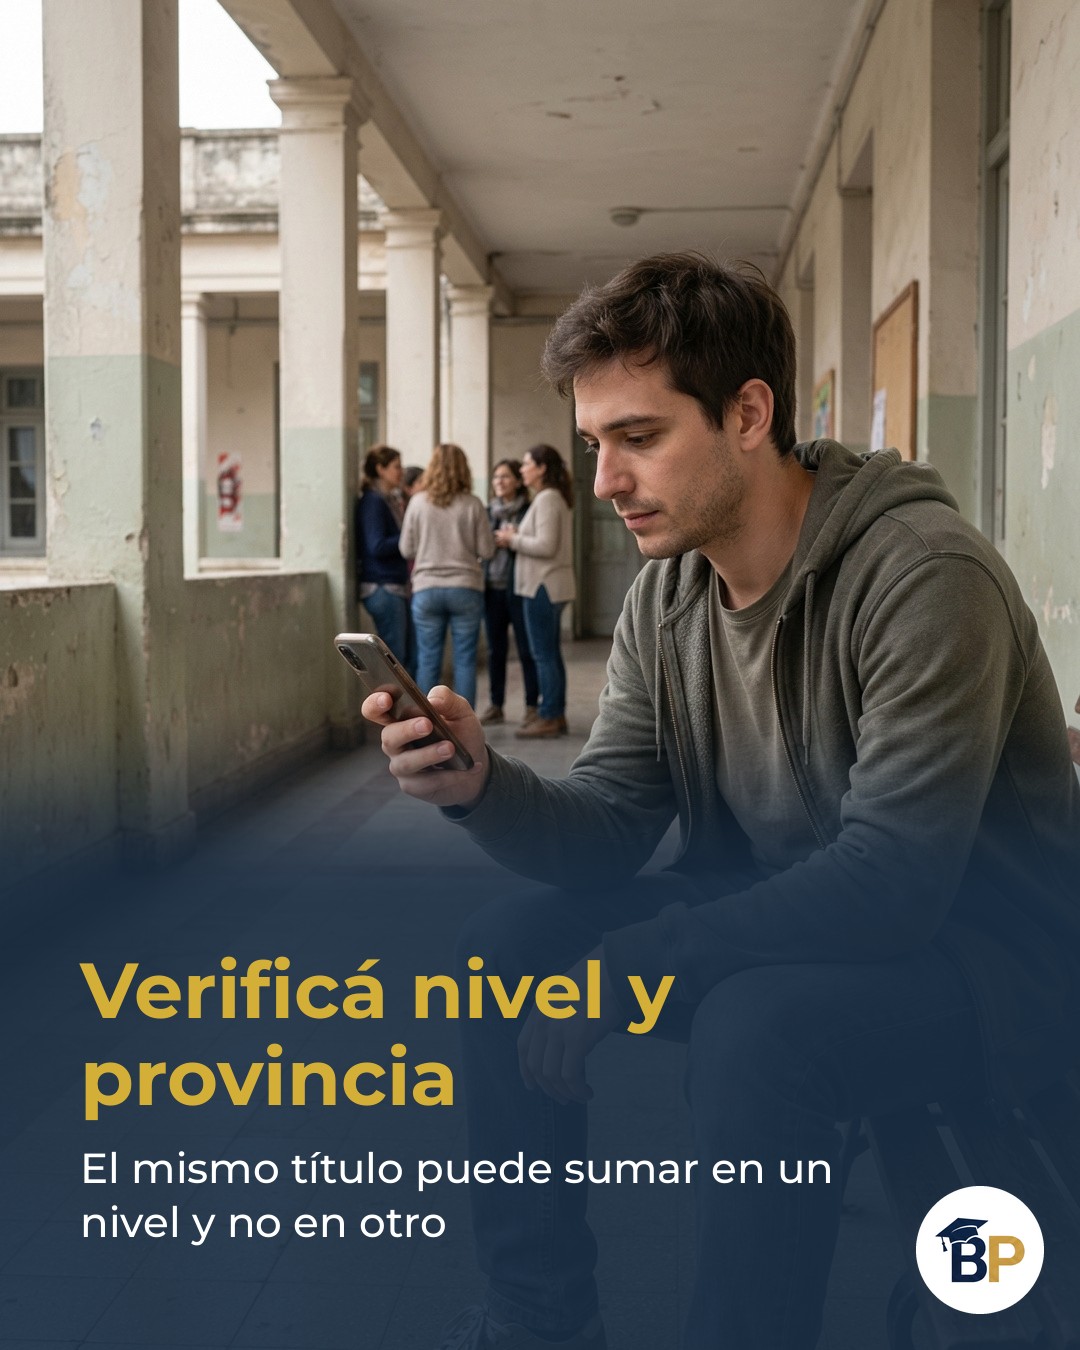 Verificá nivel y
provincia
El mismo título puede sumar en un
nivel y no en otro
BP